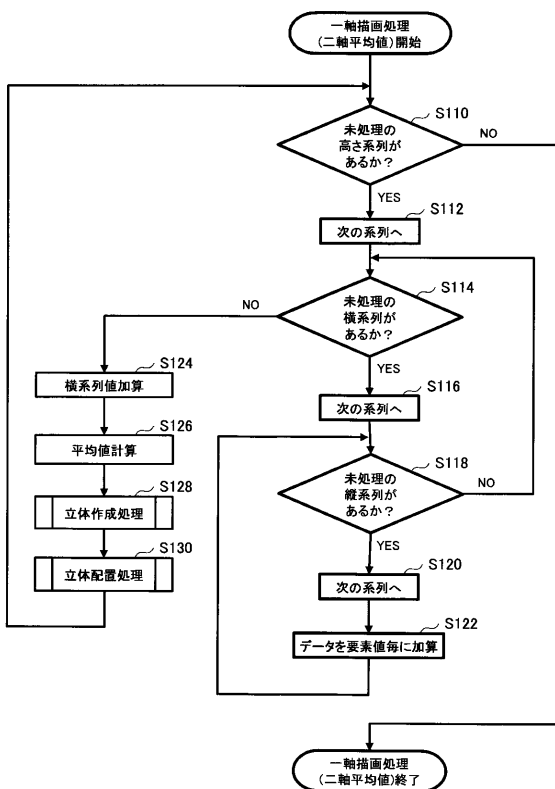 一軸描画処理
(二軸平均値)開始
S110
未処理の
高さ系列が
あるか？
NO
YES
S112
次の系列へ
S114
未処理の
横系列が
あるか？
NO
YES
S124
横系列値加算
S116
次の系列へ
S126
平均値計算
S118
未処理の
縦系列が
あるか？
NO
YES
S128
立体作成処理
S130
立体配置処理
S120
次の系列へ
S122
データを要素値毎に加算
一軸描画処理
(二軸平均値)終了